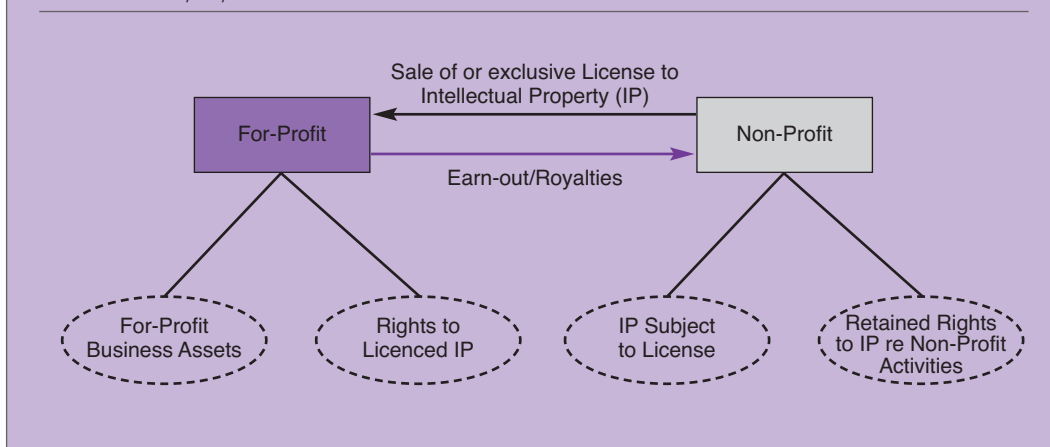 Sale of or exclusive License to
Intellectual Property (IP)
For-Profit
Non-Profit
Earn-out/Royalties
For-Profit
Business Assets
Rights to
Licenced IP
IP Subject
to License
Retained Rights
to IP re Non-Profit
Activities